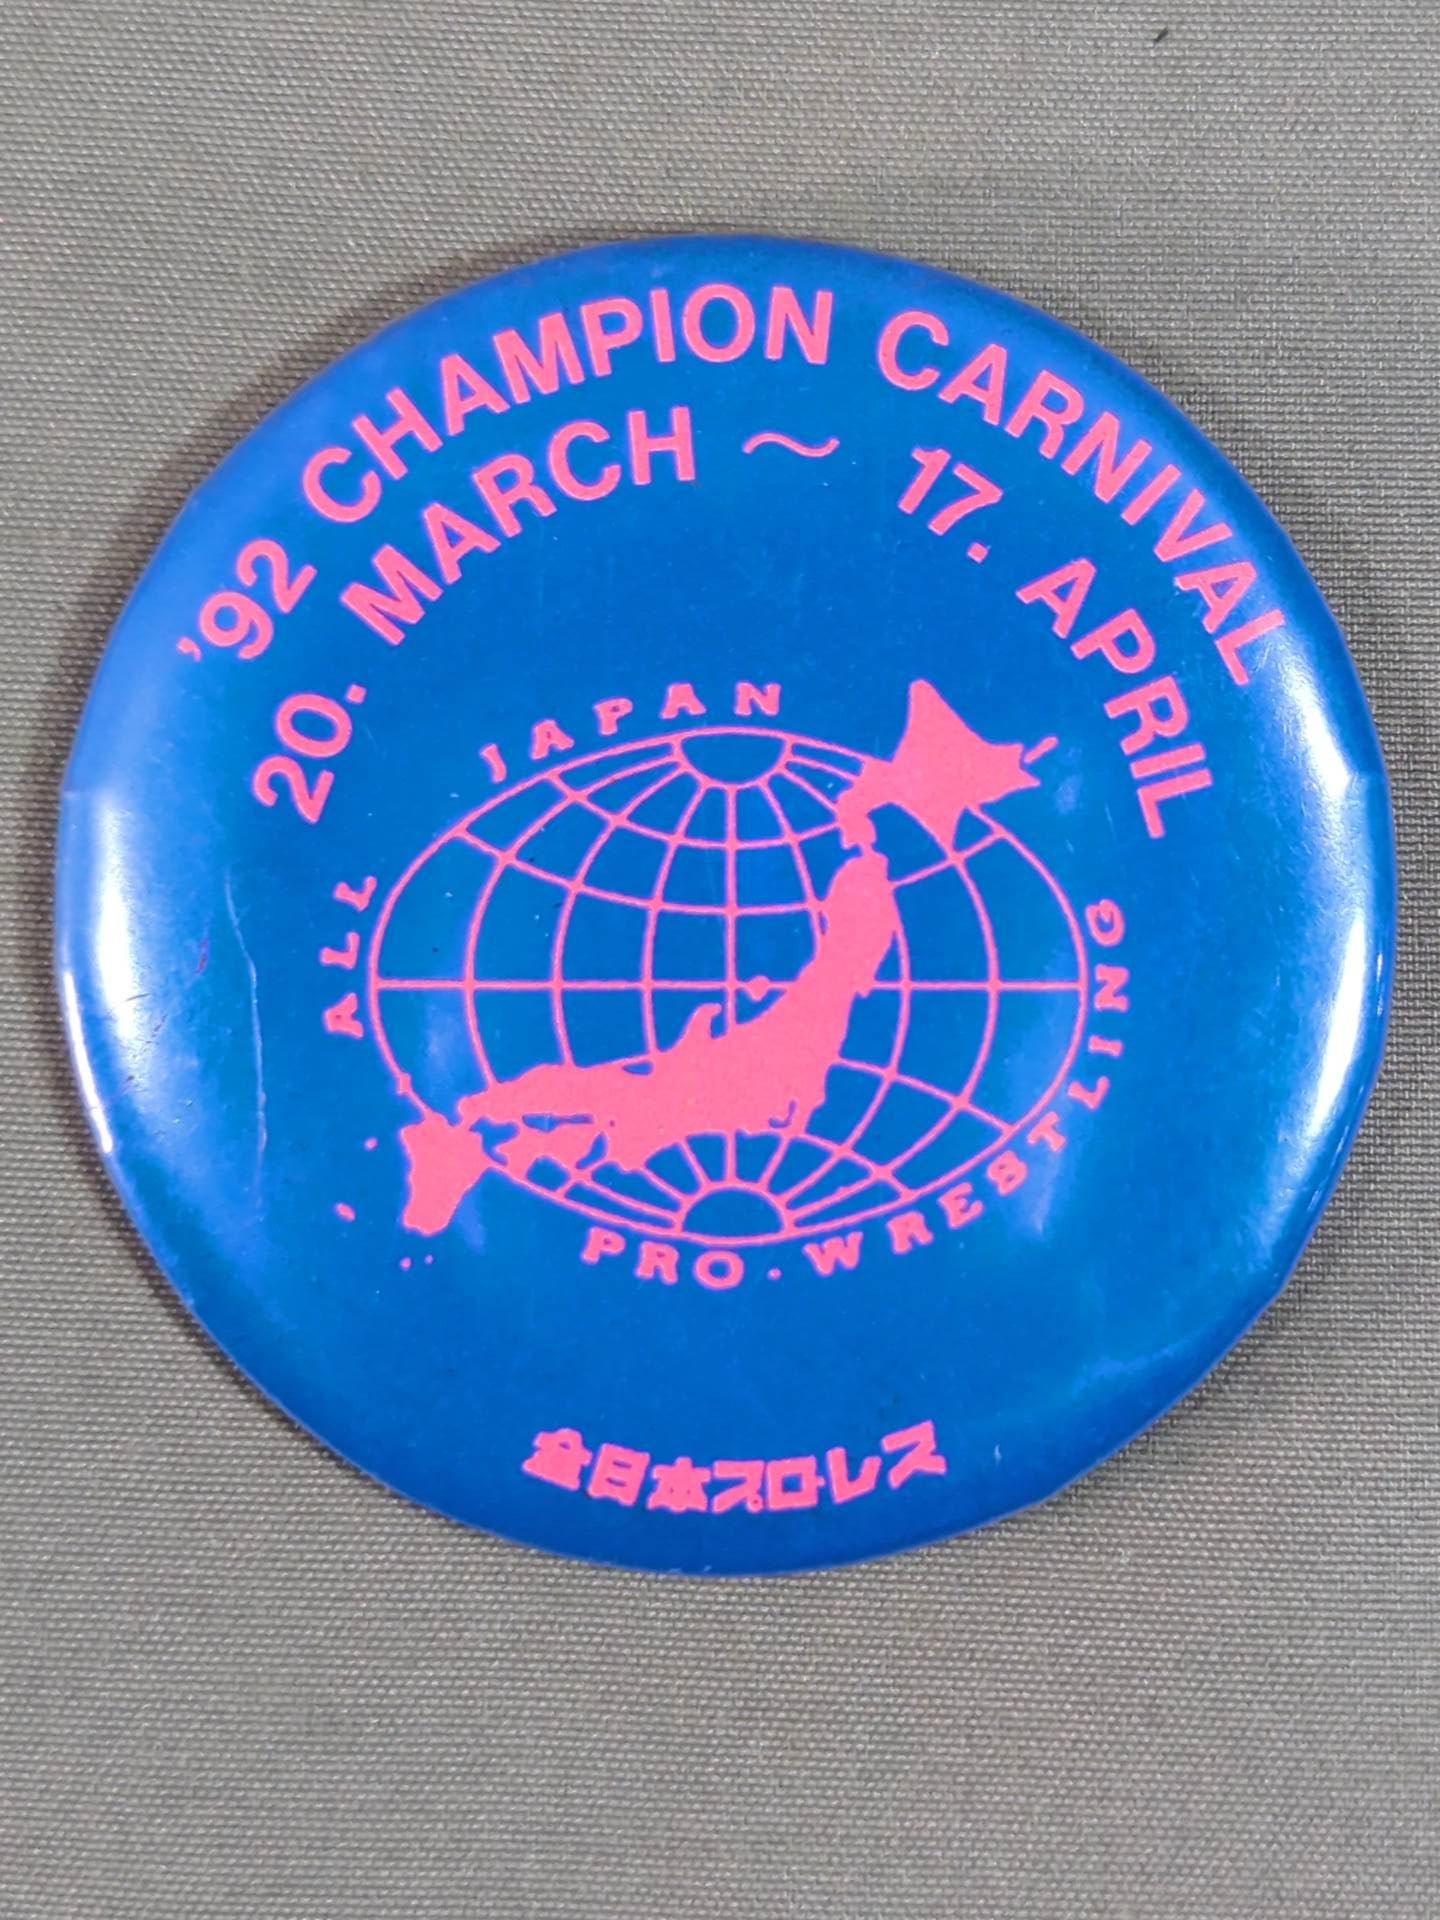 '92 CHAMPION CARNIVAL
20. MARCH ～ 17. APRIL
ALL JAPAN
PRO.WRESTLING
全日本プロレス